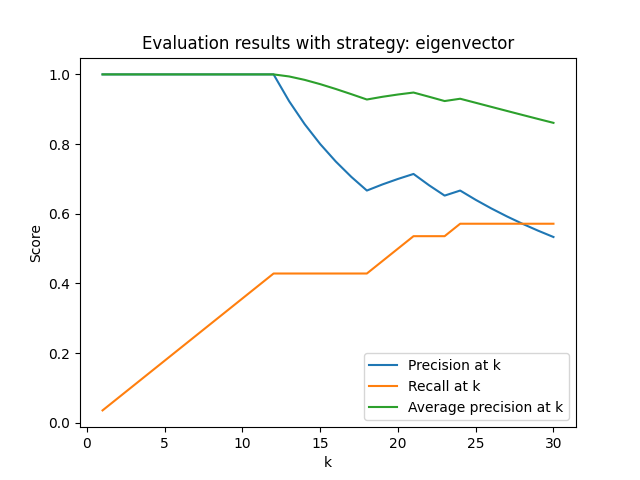 Evaluation results with strategy: eigenvector
1.0
0.8
0.6
0.4
0.2
0.0
Score
0 5 10 15 20 25 30
k
Precision at k
Recall at k
Average precision at k